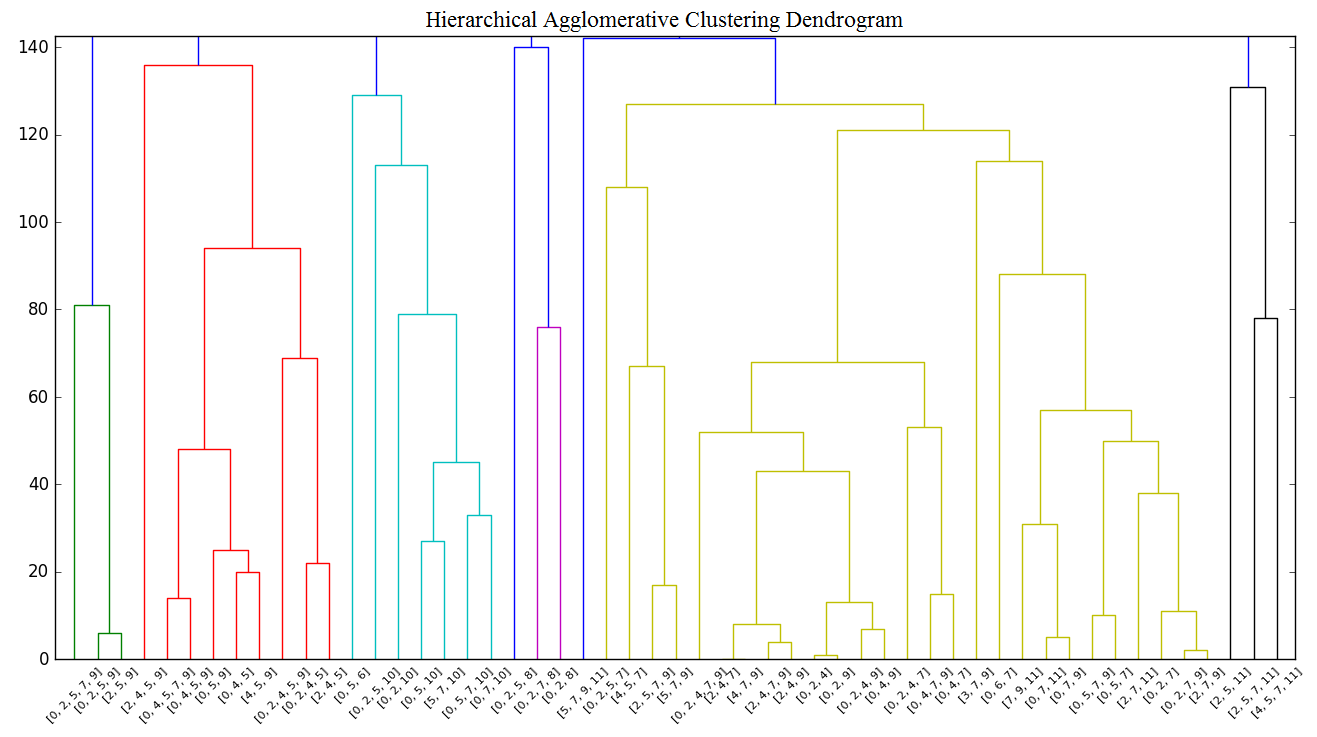 Hierarchical Agglomerative Clustering Dendrogram
140
120
100
80
60
40
20
0
[0, 2, 5, 7, 9]
[0, 2, 5, 9]
[2, 5, 9]
[2, 4, 5, 9]
[0, 4, 5, 7, 9]
[0, 4, 5, 9]
[0, 5, 9]
[0, 4, 5]
[4, 5, 9]
[0, 2, 4, 5, 9]
[0, 2, 4, 5]
[2, 4, 5]
[0, 5, 6]
[0, 2, 5, 10]
[0, 2, 10]
[0, 5, 10]
[5, 7, 10]
[0, 5, 7, 10]
[0, 7, 10]
[0, 2, 5, 8]
[0, 2, 7, 8]
[0, 2, 8]
[5, 7, 9, 11]
[0, 2, 5, 7]
[4, 5, 7]
[2, 5, 7, 9]
[5, 7, 9]
[0, 2, 4, 7, 9]
[2, 4, 7]
[4, 7, 9]
[2, 4, 7, 9]
[2, 4, 9]
[0, 2, 4]
[0, 2, 9]
[0, 2, 4, 9]
[0, 4, 9]
[0, 2, 4, 7]
[0, 4, 7, 9]
[0, 4, 7]
[3, 7, 9]
[0, 6, 7]
[7, 9, 11]
[0, 7, 11]
[0, 7, 9]
[0, 5, 7, 9]
[0, 5, 7]
[2, 7, 11]
[0, 2, 7]
[0, 2, 7, 9]
[2, 7, 9]
[2, 5, 11]
[2, 5, 7, 11]
[4, 5, 7, 11]